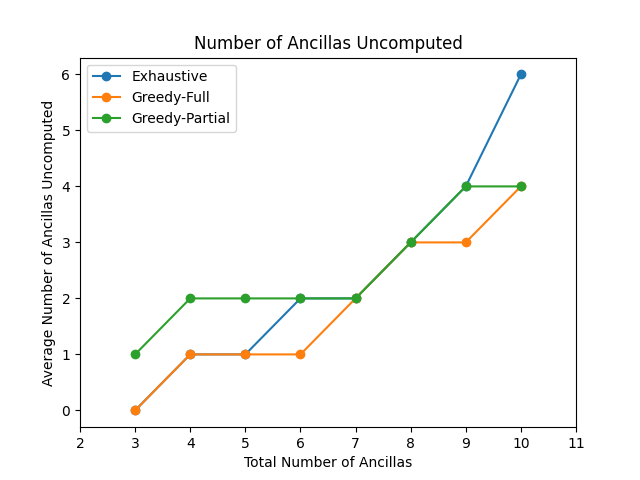 Number of Ancillas Uncomputed
Exhaustive
Greedy-Full
Greedy-Partial
Average Number of Ancillas Uncomputed
6
5
4
3
2
1
0
2 3 4 5 6 7 8 9 10 11
Total Number of Ancillas